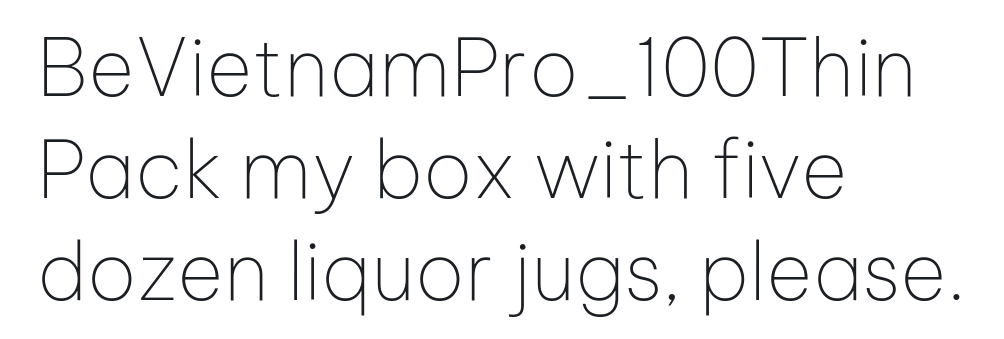 BeVietnamPro_100Thin
Pack my box with five
dozen liquor jugs, please.